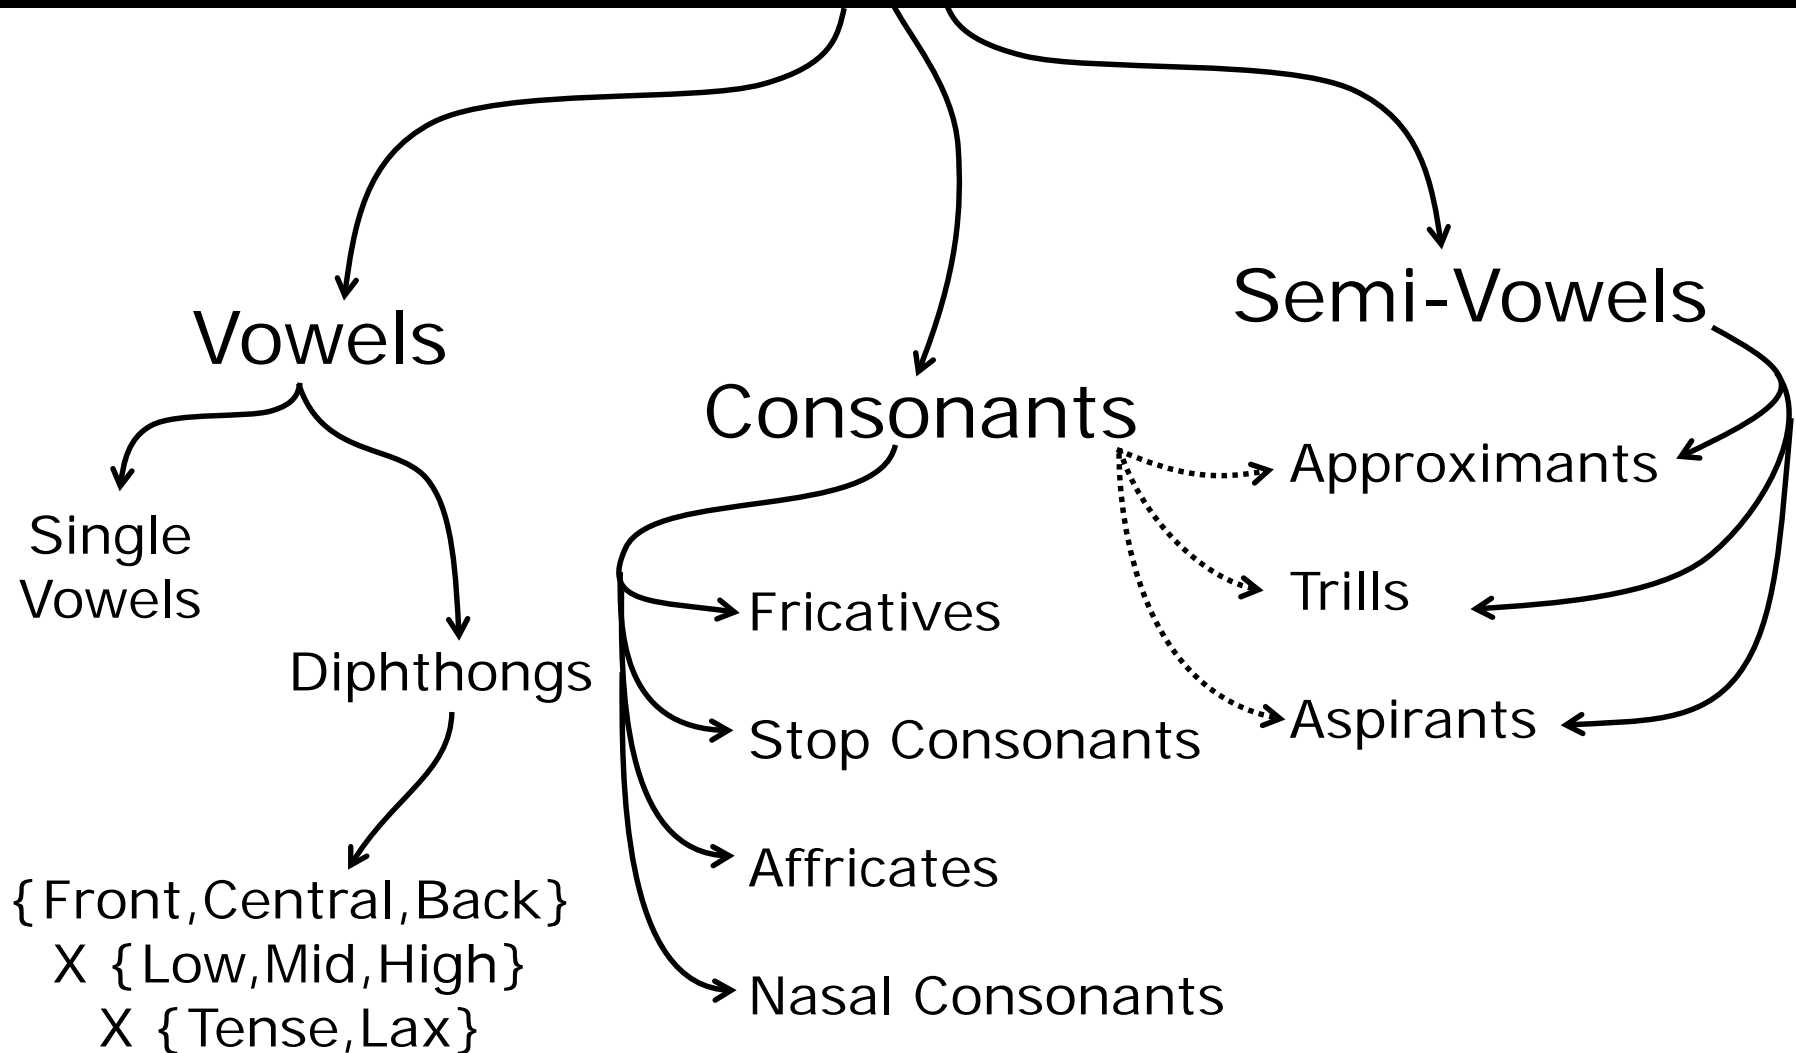 Vowels
Single
Vowels
Diphthongs
{Front,Central,Back}
X {Low,Mid,High}
X {Tense,Lax}
Consonants
Fricatives
Stop Consonants
Affricates
Nasal Consonants
Semi-Vowels
Approximants
Trills
Aspirants